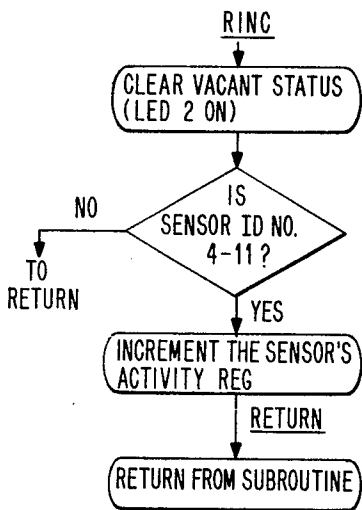 RINC
CLEAR VACANT STATUS
(LED 2 ON)
IS
SENSOR ID NO.
4-11?
NO
TO
RETURN
YES
INCREMENT THE SENSOR'S
ACTIVITY REG
RETURN
RETURN FROM SUBROUTINE